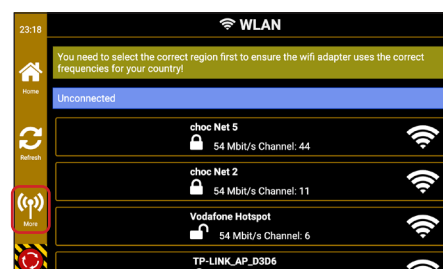 23:18
WLAN
You need to select the correct region first to ensure the wifi adapter uses the correct
frequencies for your country!
Home
Unconnected
Refresh
choc Net 5
54 Mbit/s Channel: 44
choc Net 2
54 Mbit/s Channel: 11
More
Vodafone Hotspot
54 Mbit/s Channel: 6
TP-LINK_AP_D3D6